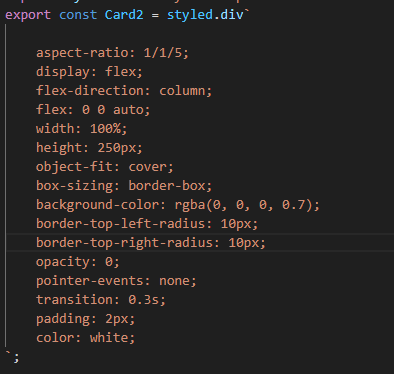 export const Card2 = styled.div`
aspect-ratio: 1/1/5;
display: flex;
flex-direction: column;
flex: 0 0 auto;
width: 100%;
height: 250px;
object-fit: cover;
box-sizing: border-box;
background-color: rgba(0, 0, 0, 0.7);
border-top-left-radius: 10px;
border-top-right-radius: 10px;
opacity: 0;
pointer-events: none;
transition: 0.3s;
padding: 2px;
color: white;
`;